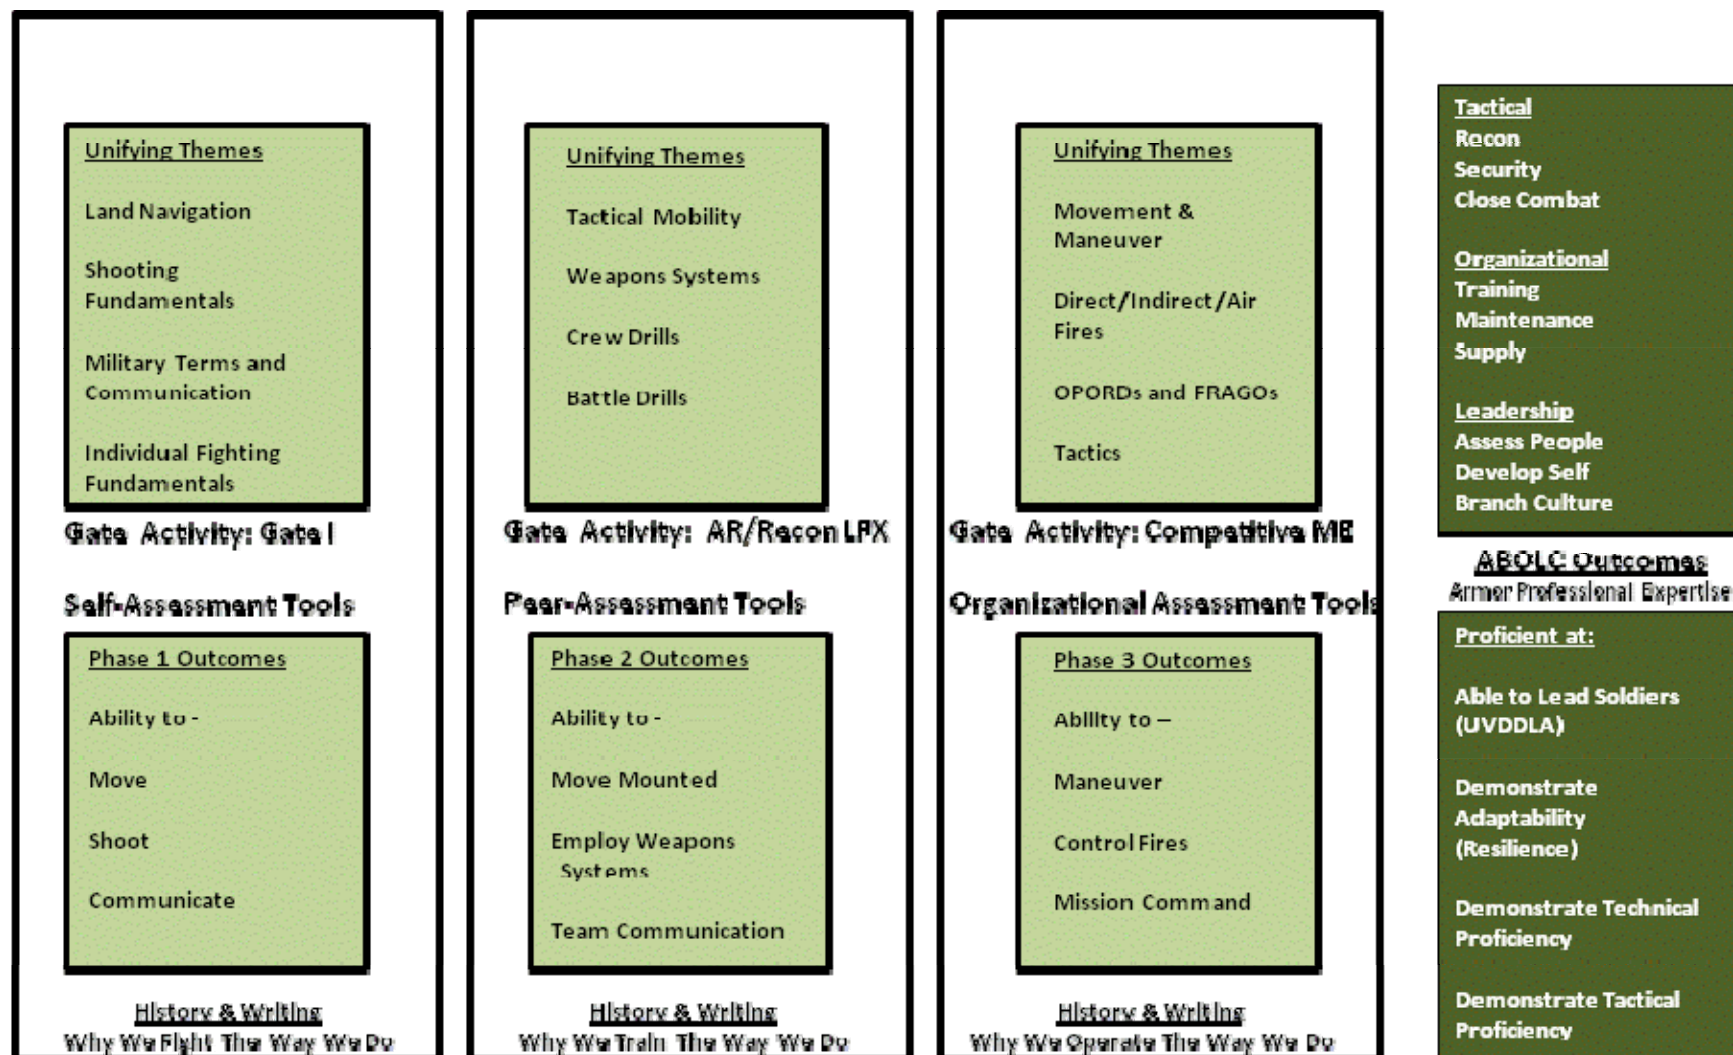 Unifying Themes
Land Navigation
Shooting
Fundamentals
Military Terms and
Communication
Individual Fighting
Fundamentals
Gate Activity: Gate I
Self-Assessment Tools
Phase 1 Outcomes
Ability to -
Move
Shoot
Communicate
History & Writing
Why We Fight The Way We Do
Unifying Themes
Tactical Mobility
Weapons Systems
Crew Drills
Battle Drills
Gate Activity: AR/Recon LFX
Peer-Assessment Tools
Phase 2 Outcomes
Ability to -
Move Mounted
Employ Weapons
Systems
Team Communication
History & Writing
Why We Train The Way We Do
Unifying Themes
Movement &
Maneuver
Direct/Indirect/Air
Fires
OPORDs and FRAGOs
Tactics
Gate Activity: Competitive ME
Organizational Assessment Tools
Phase 3 Outcomes
Ability to –
Maneuver
Control Fires
Mission Command
History & Writing
Why We Operate The Way We Do
Tactical
Recon
Security
Close Combat
Organizational
Training
Maintenance
Supply
Leadership
Assess People
Develop Self
Branch Culture
ABOLC Outcomes
Armor Professional Expertise
Proficient at:
Able to Lead Soldiers
(UVDDLA)
Demonstrate
Adaptability
(Resilience)
Demonstrate Technical
Proficiency
Demonstrate Tactical
Proficiency